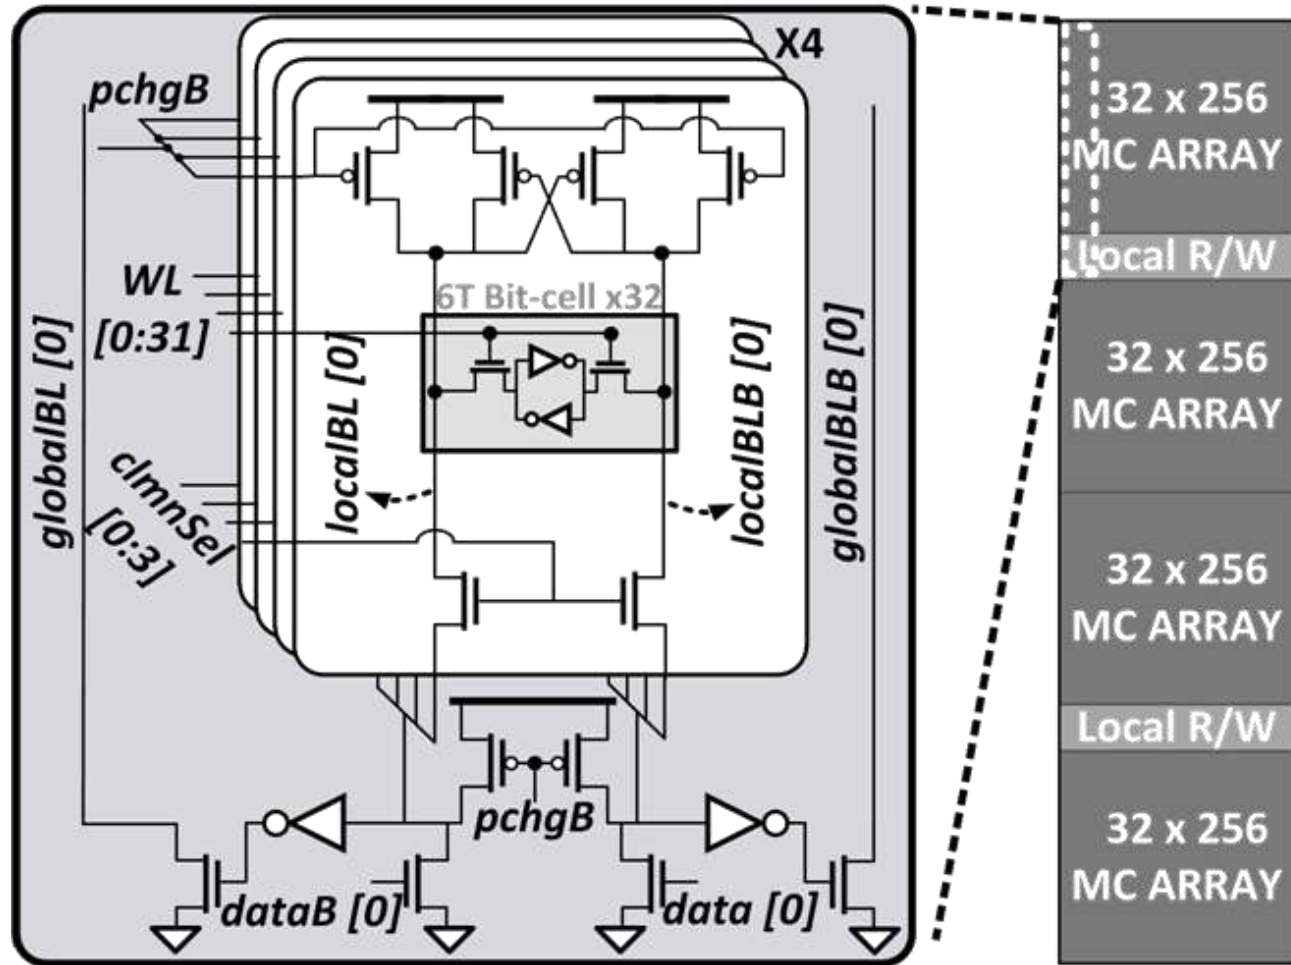 X4
pchgB
WL
[0:31]
6T Bit-cell x32
localBL [0]
localBLB [0]
globalBL [0]
globalBLB [0]
clmnSel
[0:3]
pchgB
dataB [0]
data [0]
32 x 256
MC ARRAY
Local R/W
32 x 256
MC ARRAY
32 x 256
MC ARRAY
Local R/W
32 x 256
MC ARRAY